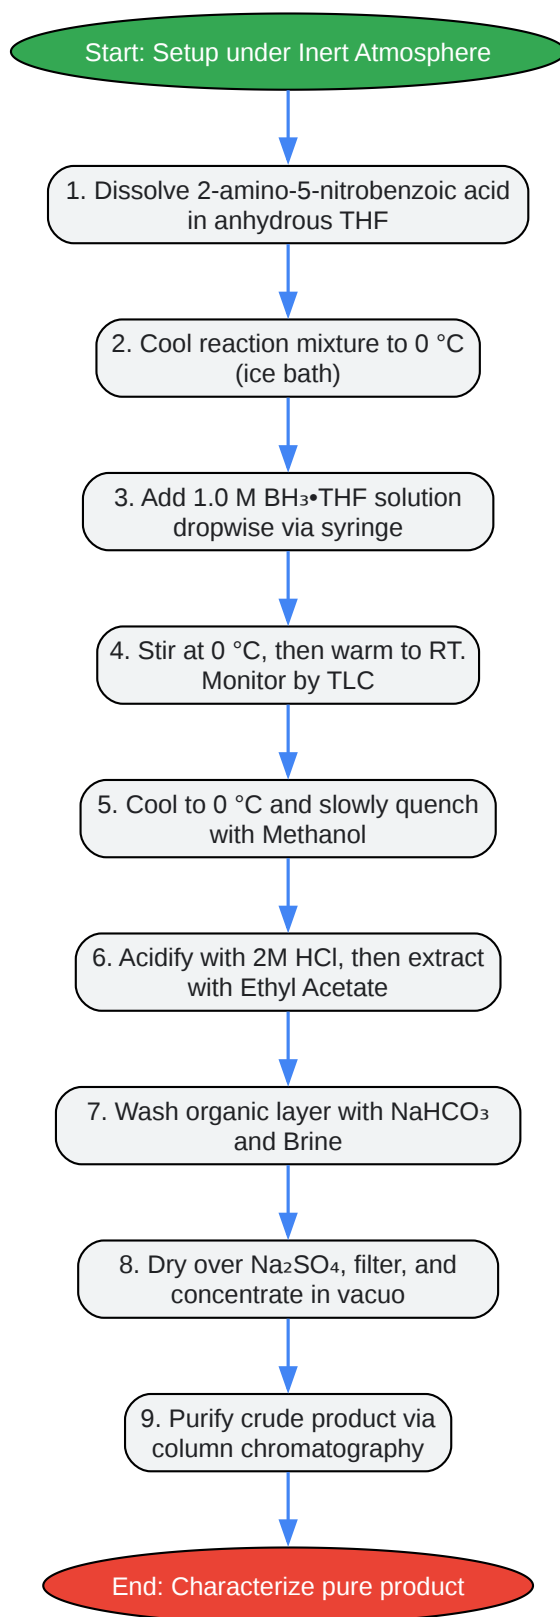 Start: Setup under Inert Atmosphere
1. Dissolve 2-amino-5-nitrobenzoic acid
in anhydrous THF
2. Cool reaction mixture to 0 °C
(ice bath)
3. Add 1.0 M BH₃•THF solution
dropwise via syringe
4. Stir at 0 °C, then warm to RT.
Monitor by TLC
5. Cool to 0 °C and slowly quench
with Methanol
6. Acidify with 2M HCl, then extract
with Ethyl Acetate
7. Wash organic layer with NaHCO₃
and Brine
8. Dry over Na₂SO₄, filter, and
concentrate in vacuo
9. Purify crude product via
column chromatography
End: Characterize pure product